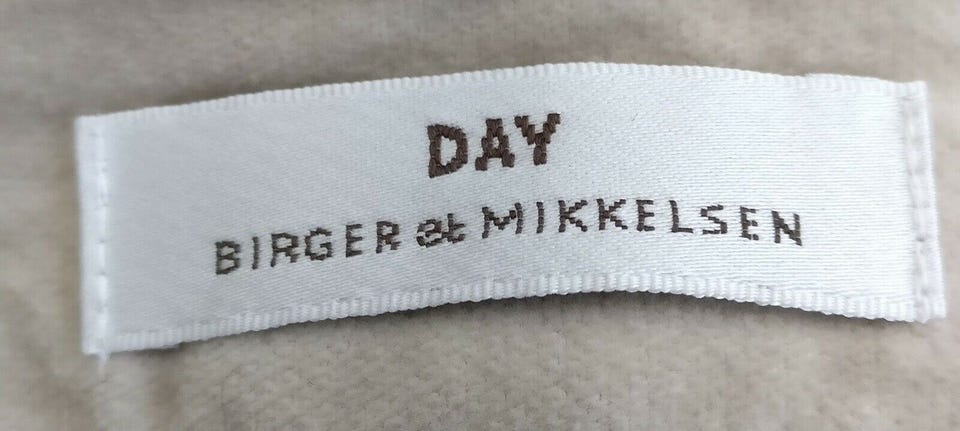 DAY
BIRGER et MIKKELSEN